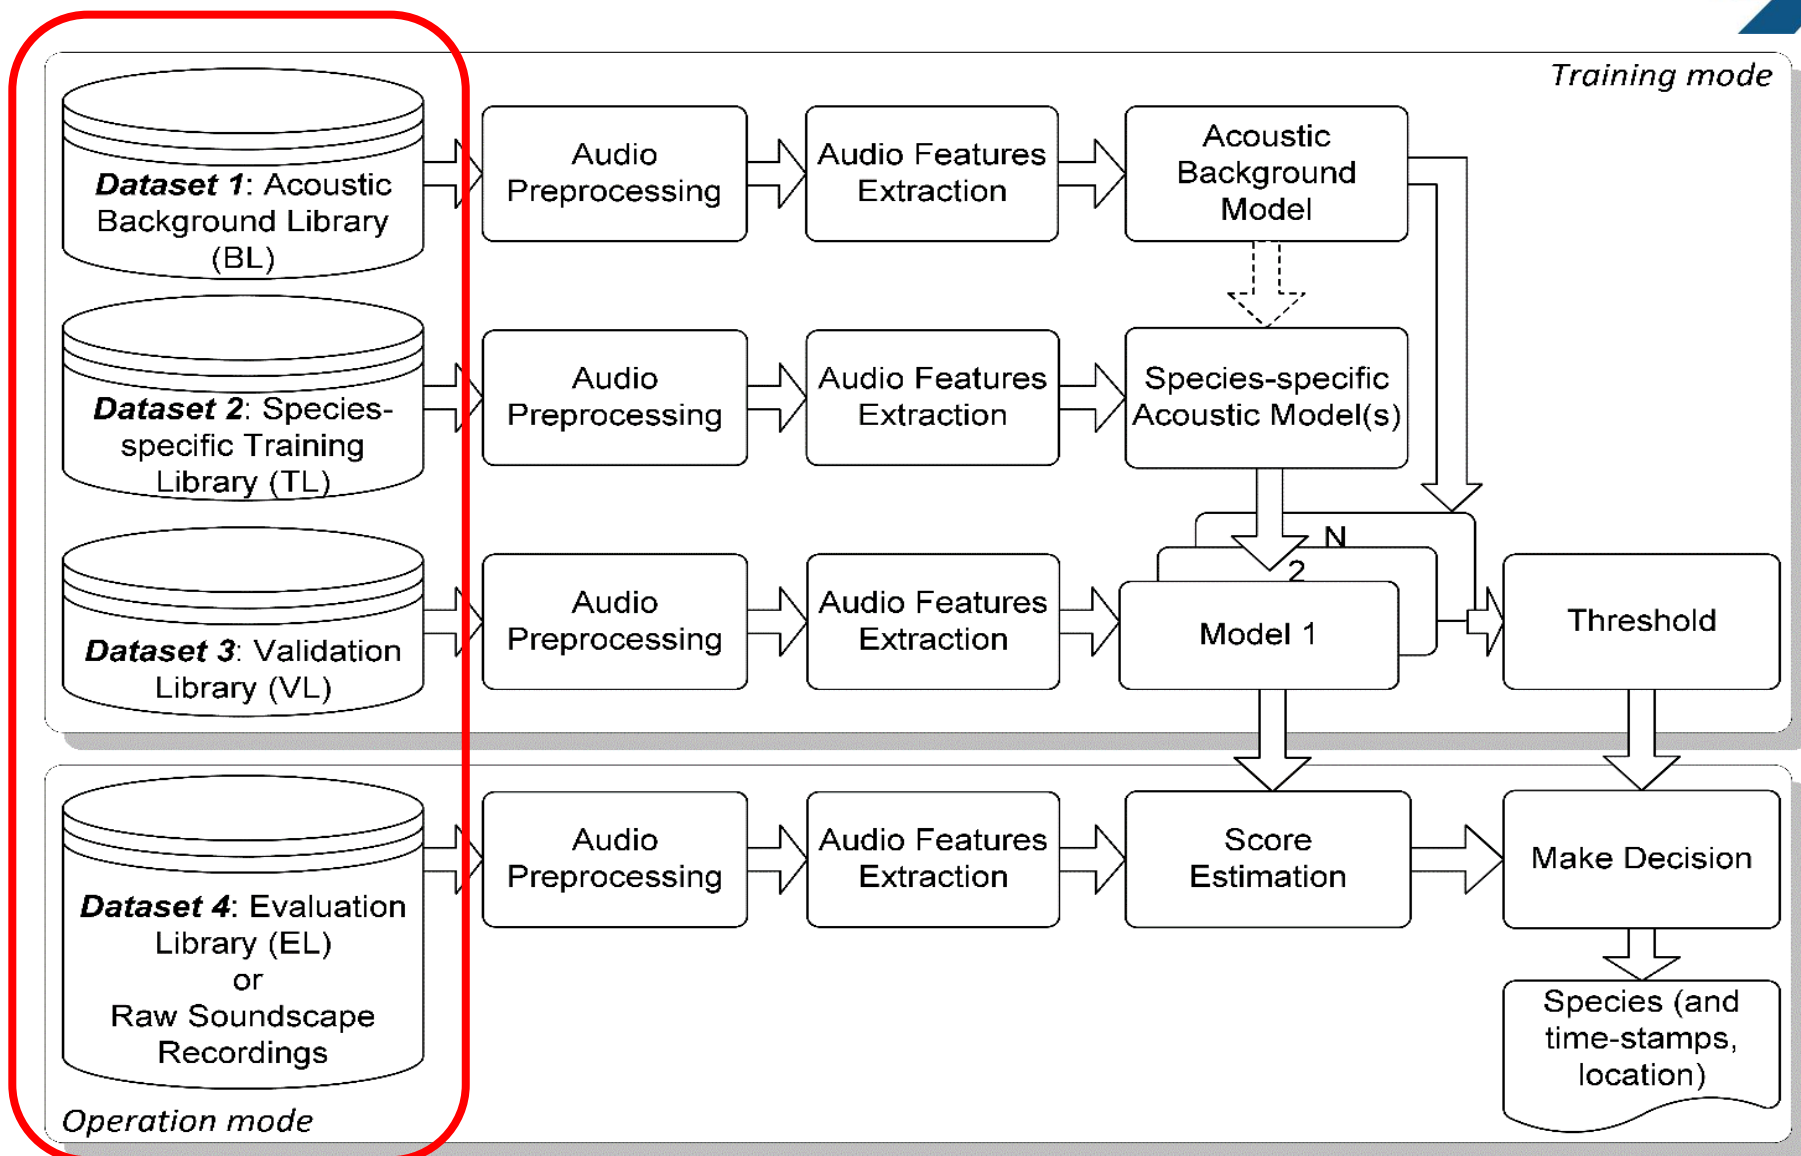 Training mode
Dataset 1: Acoustic
Background Library
(BL)
Audio
Preprocessing
Audio Features
Extraction
Acoustic
Background
Model
Dataset 2: Species-
specific Training
Library (TL)
Audio
Preprocessing
Audio Features
Extraction
Species-specific
Acoustic Model(s)
Dataset 3: Validation
Library (VL)
Audio
Preprocessing
Audio Features
Extraction
N
2
Model 1
Threshold
Dataset 4: Evaluation
Library (EL)
or
Raw Soundscape
Recordings
Audio
Preprocessing
Audio Features
Extraction
Score
Estimation
Make Decision
Species (and
time-stamps,
location)
Operation mode